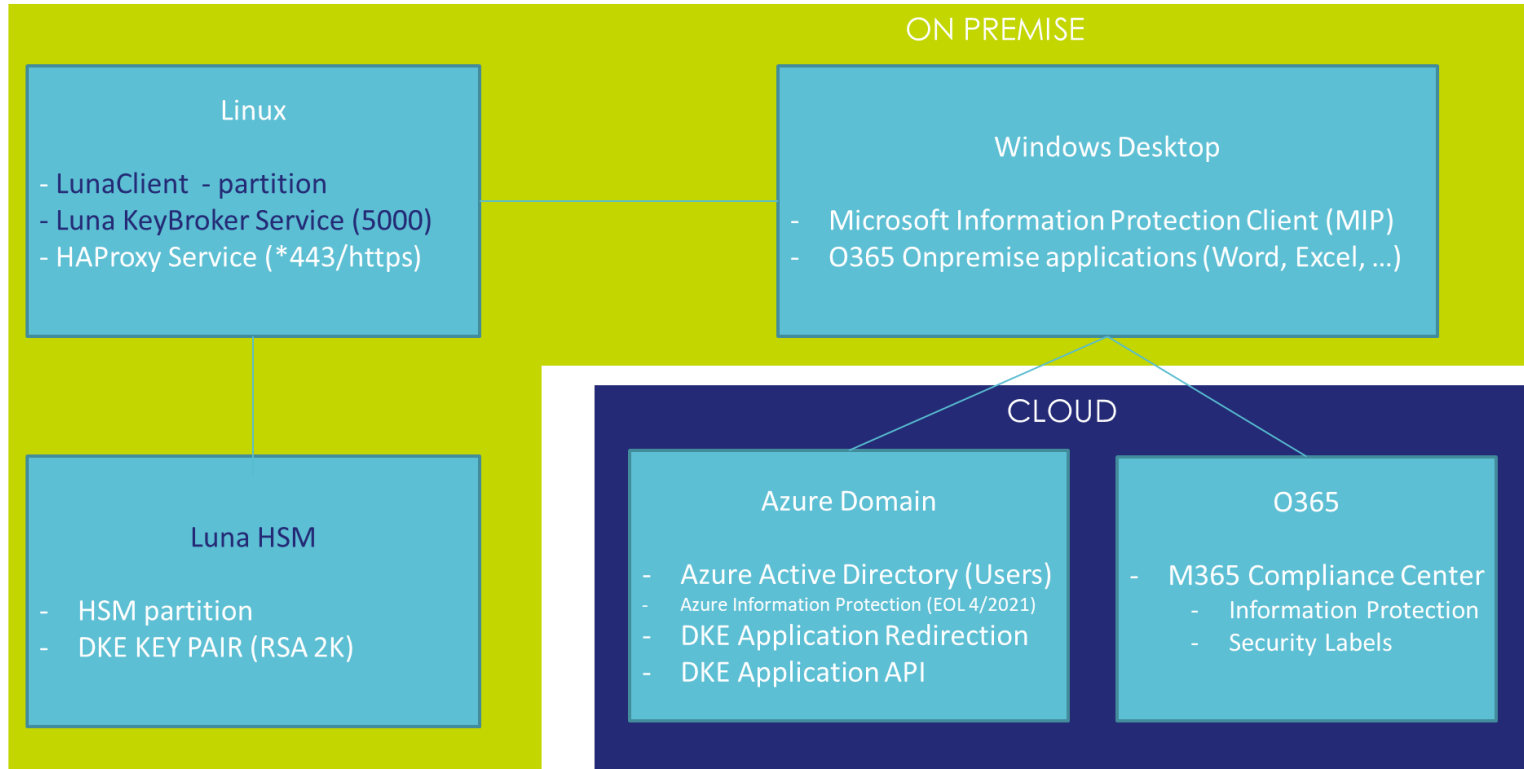 ON PREMISE
Linux
- LunaClient - partition
- Luna KeyBroker Service (5000)
- HAProxy Service (*443/https)
Windows Desktop
- Microsoft Information Protection Client (MIP)
- O365 Onpremise applications (Word, Excel, ...)
Luna HSM
- HSM partition
- DKE KEY PAIR (RSA 2K)
CLOUD
Azure Domain
- Azure Active Directory (Users)
- Azure Information Protection (EOL 4/2021)
- DKE Application Redirection
- DKE Application API
O365
- M365 Compliance Center
- Information Protection
- Security Labels